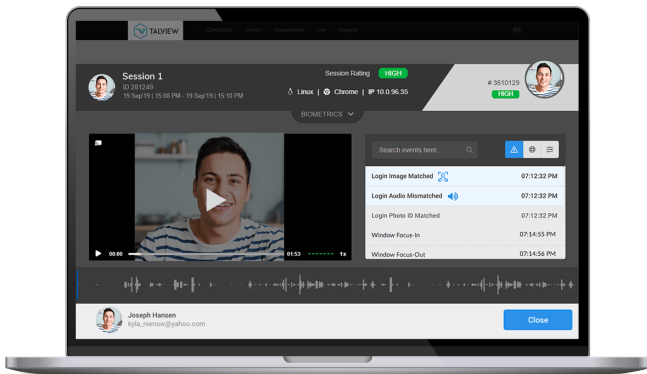 TALVIEW
Session 1
ID 281249
19 Sep'19 | 15:08 PM - 19 Sep'19 | 15:10 PM
Session Rating HIGH
Linux | Chrome | IP 10.0.96.35
# 3610129
HIGH
BIOMETRICS
Search events here...
Login Image Matched 07:12:32 PM
Login Audio Mismatched 07:12:32 PM
Login Photo ID Matched 07:12:32 PM
Window Focus-In 07:14:55 PM
Window Focus-Out 07:14:56 PM
00:00 01:53 1x
Joseph Hansen
kyla_nienow@yahoo.com
Close